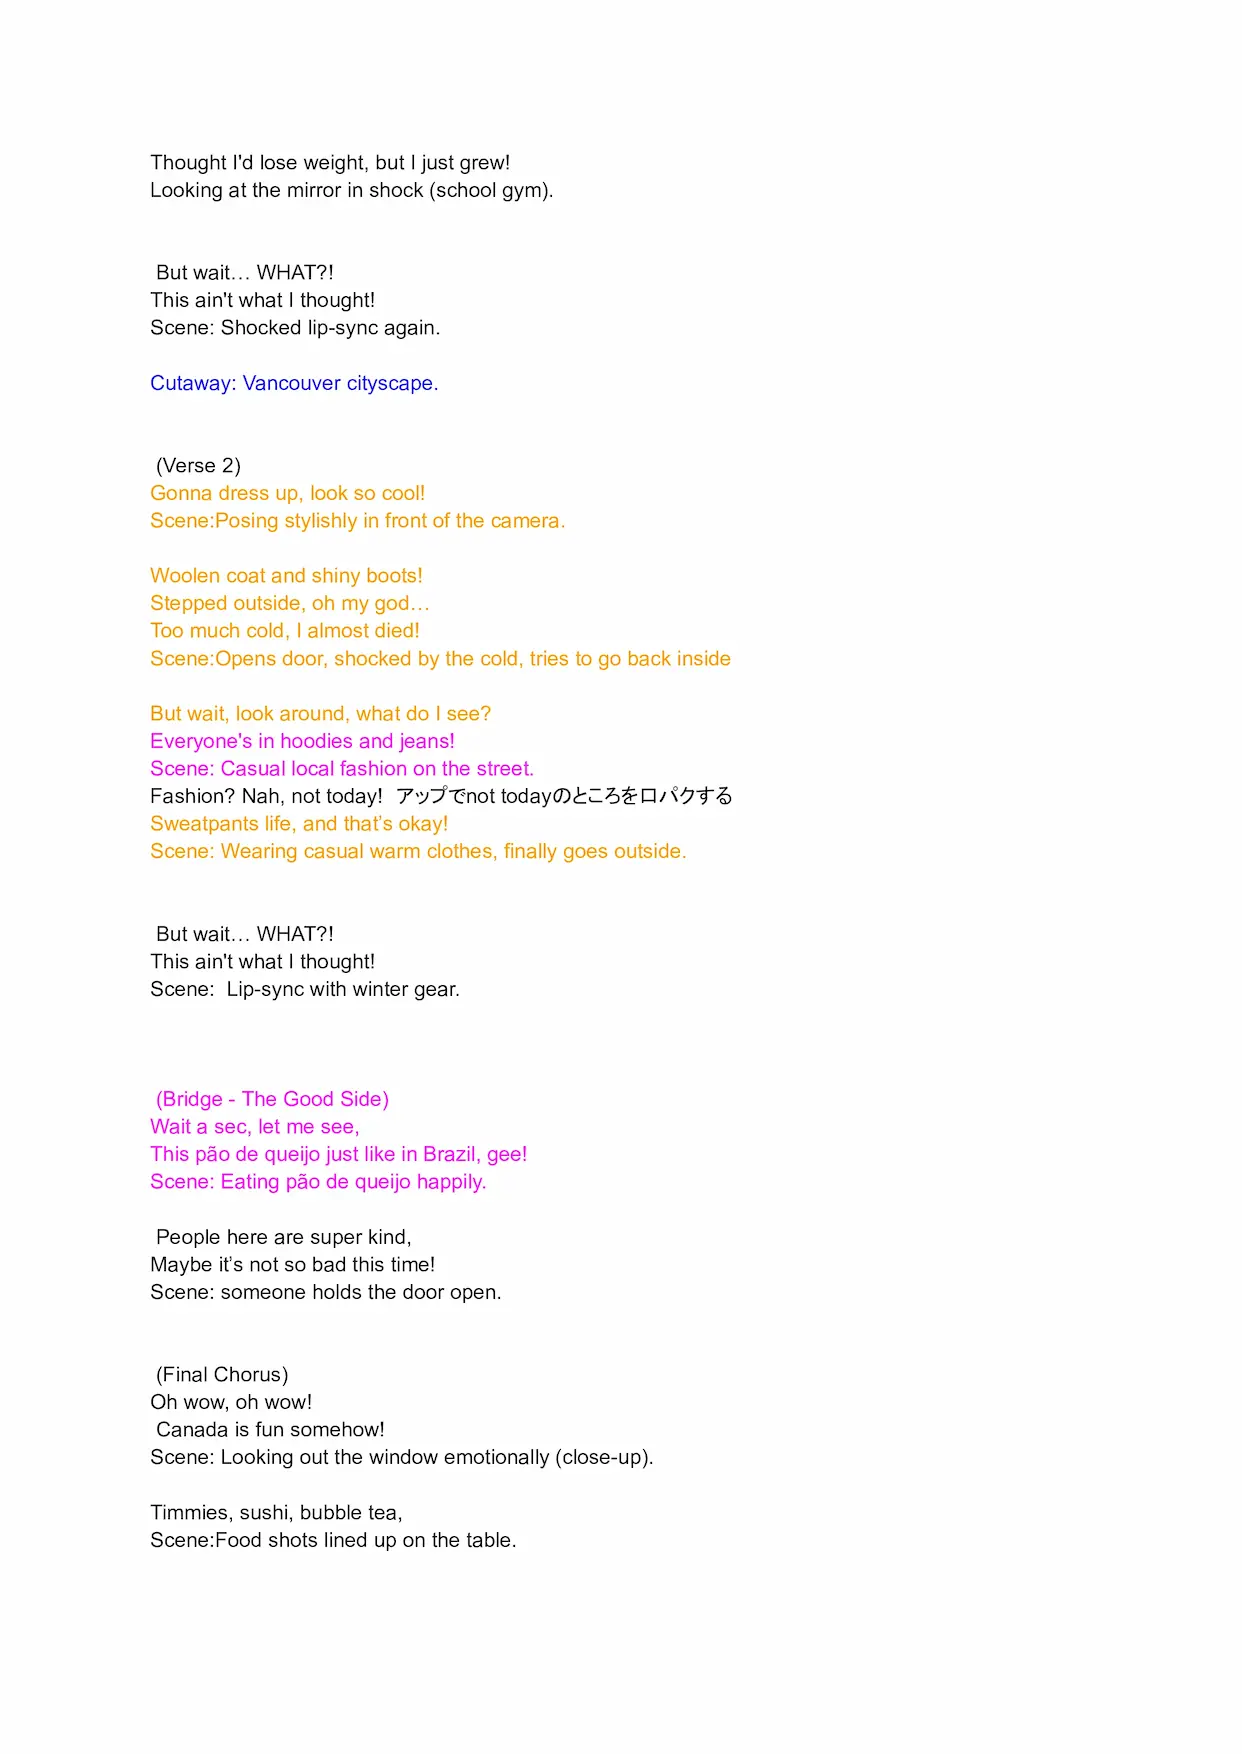 Thought I'd lose weight, but I just grew!
Looking at the mirror in shock (school gym).
But wait… WHAT?!
This ain't what I thought!
Scene: Shocked lip-sync again.
Cutaway: Vancouver cityscape.
(Verse 2)
Gonna dress up, look so cool!
Scene:Posing stylishly in front of the camera.
Woolen coat and shiny boots!
Stepped outside, oh my god…
Too much cold, I almost died!
Scene:Opens door, shocked by the cold, tries to go back inside
But wait, look around, what do I see?
Everyone's in hoodies and jeans!
Scene: Casual local fashion on the street.
Fashion? Nah, not today!  アップでnot todayのところを口パクする
Sweatpants life, and that’s okay!
Scene: Wearing casual warm clothes, finally goes outside.
But wait… WHAT?!
This ain't what I thought!
Scene:  Lip-sync with winter gear.
(Bridge - The Good Side)
Wait a sec, let me see,
This pão de queijo just like in Brazil, gee!
Scene: Eating pão de queijo happily.
People here are super kind,
Maybe it’s not so bad this time!
Scene: someone holds the door open.
(Final Chorus)
Oh wow, oh wow!
Canada is fun somehow!
Scene: Looking out the window emotionally (close-up).
Timmies, sushi, bubble tea,
Scene:Food shots lined up on the table.